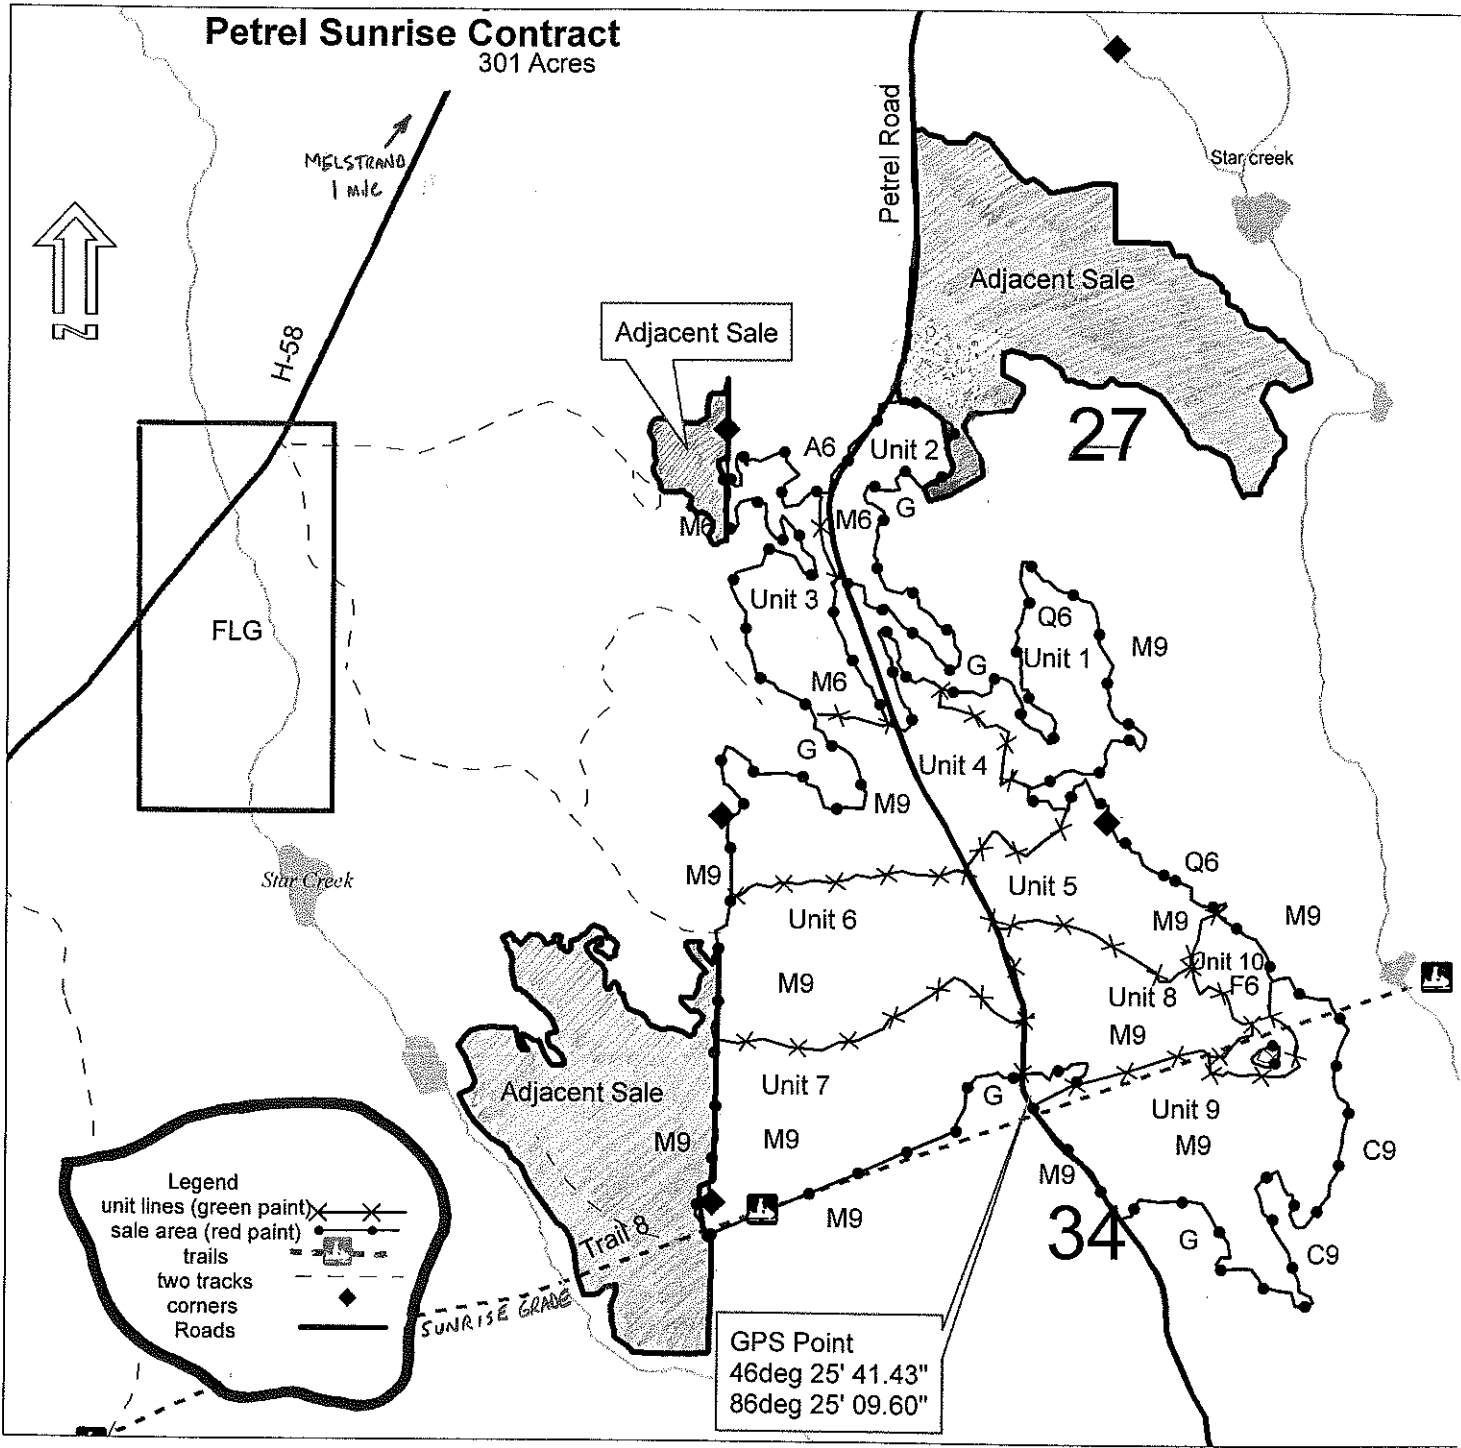 Petrel Sunrise Contract
301 Acres
MELSTRAND
1 mile
Petrel Road
Star creek
Adjacent Sale
N
Adjacent Sale
H-58
27
A6
Unit 2
M6
M6
G
Unit 3
Q6
FLG
Unit 1
M9
G
M6
G
Unit 4
M9
Q6
M9
Star Creek
Unit 5
Unit 6
M9
M9
Unit 10
M9
F6
Unit 8
M9
Adjacent Sale
Unit 7
G
Unit 9
M9
M9
M9
M9
C9
Legend
unit lines (green paint)
sale area (red paint)
trails
two tracks
corners
Roads
M9
34
Trail 8
G
C9
SUNRISE GRADE
GPS Point
46deg 25' 41.43"
86deg 25' 09.60"